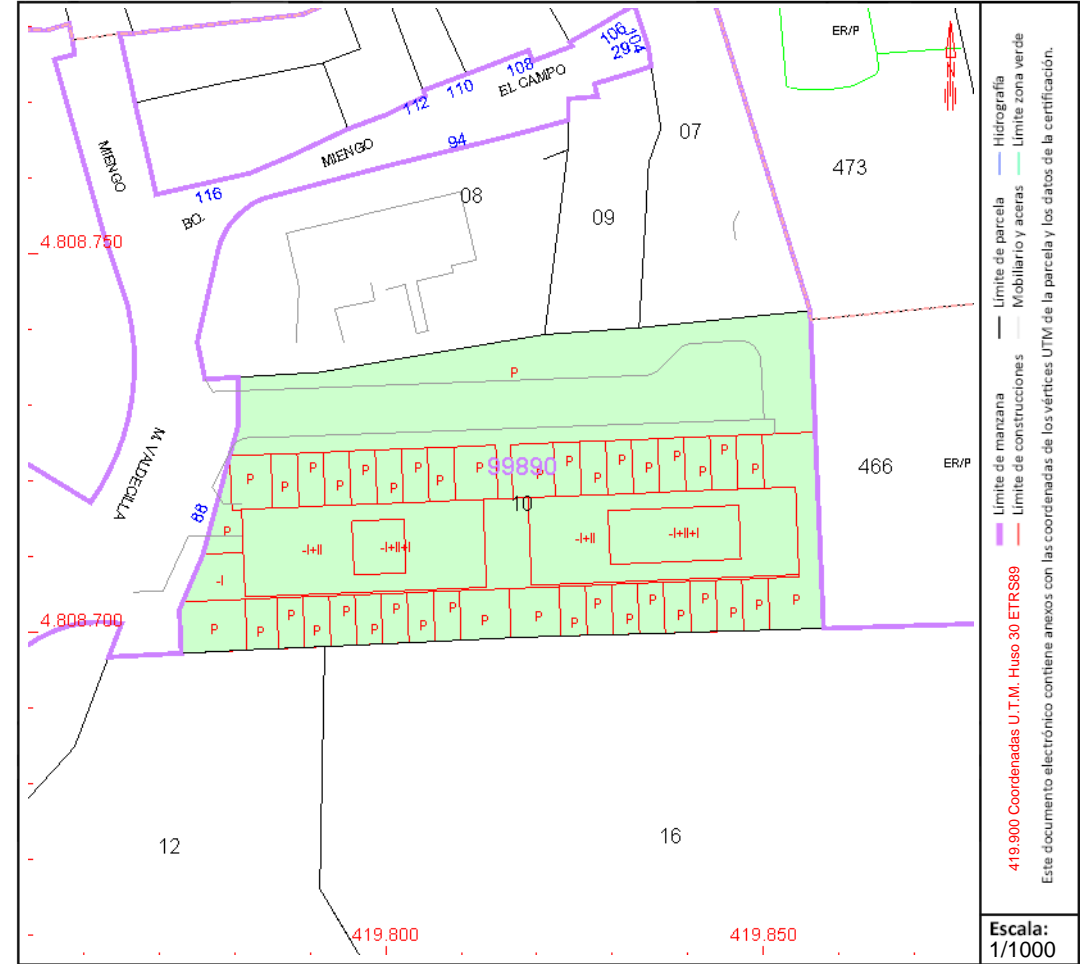 106
104
29
108
EL CAMPO
110
112
ER/P
N
94
MIENGO
MIENGO
07
473
116
08
BO.
09
4.808.750
P
M. VALDECILLA
99890
466
ER/P
P P P P P P P P P P P P P P P P P P
10
88
P
-I+II
-I+II+I
-I+II
-I+II+I
-I
4.808.700
P P P P P P P P P P P P P P P P P P P
12
16
419.800
419.850
Límite de manzana
Límite de parcela
Hidrografía
Límite de construcciones
Mobiliario y aceras
Límite zona verde
419.900 Coordenadas U.T.M. Huso 30 ETRS89
Este documento electrónico contiene anexos con las coordenadas de los vértices UTM de la parcela y los datos de la certificación.
Escala:
1/1000